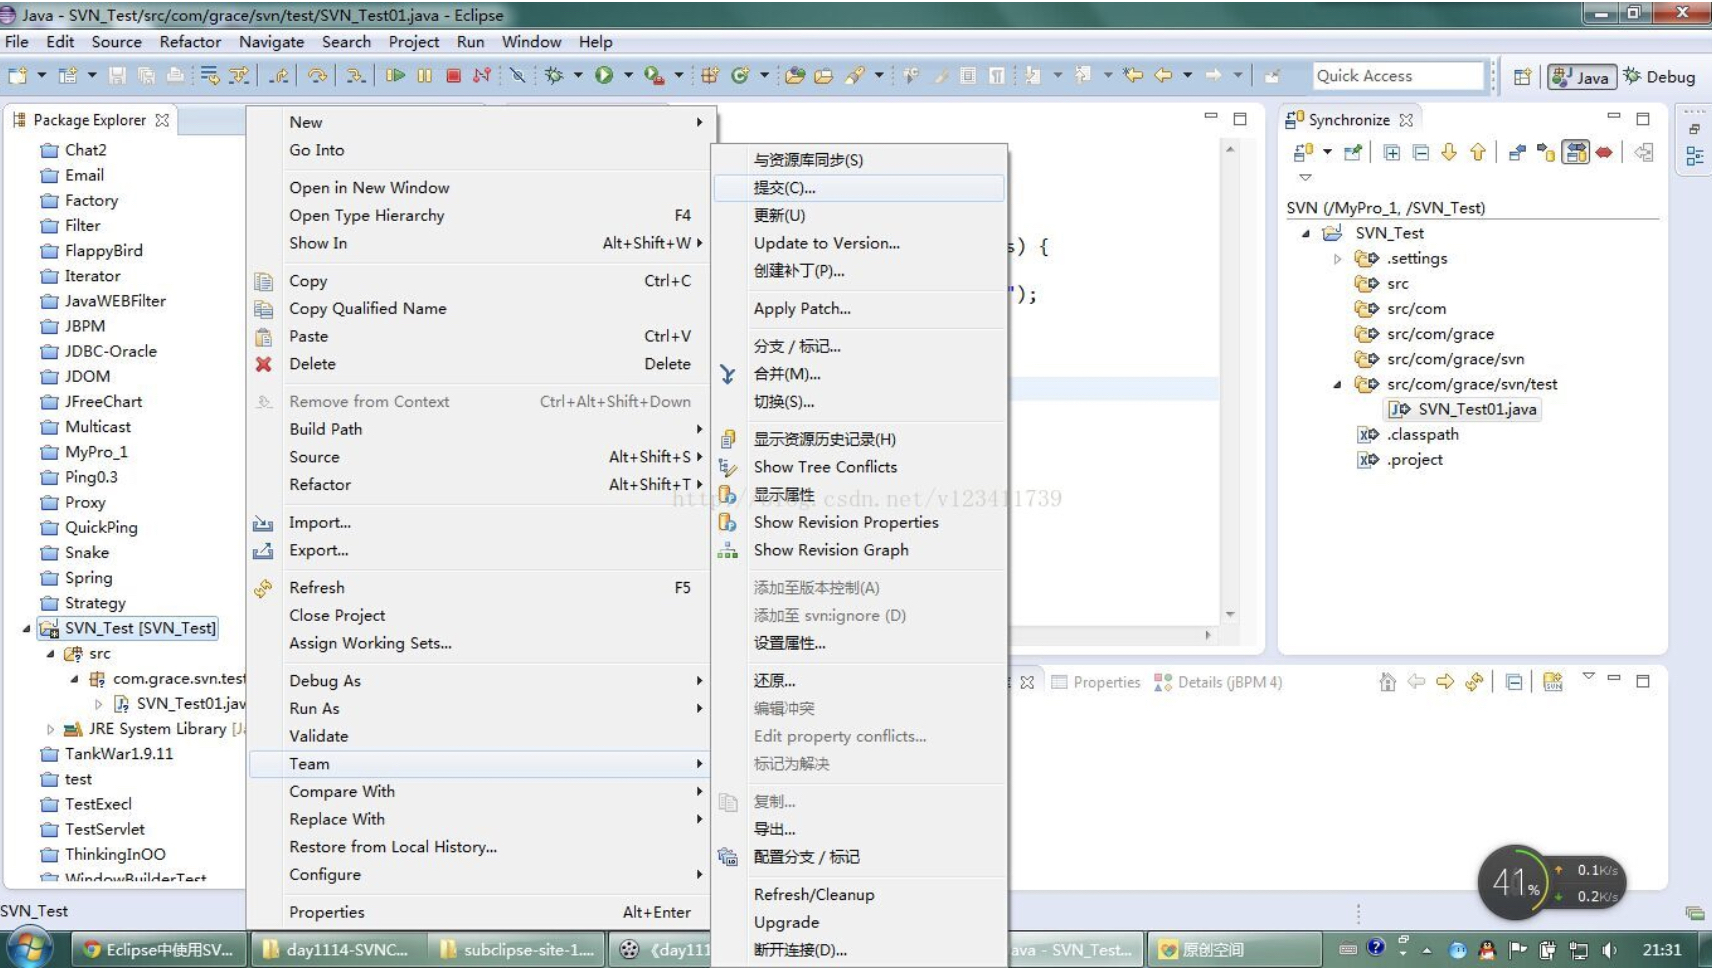 Java - SVN_Test/src/com/grace/svn/test/SVN_Test01.java - Eclipse
File Edit Source Refactor Navigate Search Project Run Window Help
Quick Access
Java
Debug
Package Explorer
Chat2
Email
Factory
Filter
FlappyBird
Iterator
JavaWEBFilter
JBPM
JDBC-Oracle
JDOM
JFreeChart
Multicast
MyPro_1
Ping0.3
Proxy
QuickPing
Snake
Spring
Strategy
SVN_Test [SVN_Test]
src
com.grace.svn.test
SVN_Test01.jav
JRE System Library [J
TankWar1.9.11
test
TestExecl
TestServlet
ThinkingInOO
WindowBuilderTest
SVN_Test
New
Go Into
Open in New Window
Open Type Hierarchy F4
Show In Alt+Shift+W
Copy Ctrl+C
Copy Qualified Name
Paste Ctrl+V
Delete Delete
Remove from Context Ctrl+Alt+Shift+Down
Build Path
Source Alt+Shift+S
Refactor Alt+Shift+T
Import...
Export...
Refresh F5
Close Project
Assign Working Sets...
Debug As
Run As
Validate
Team
Compare With
Replace With
Restore from Local History...
Configure
Properties Alt+Enter
与资源库同步(S)
提交(C)...
更新(U)
Update to Version...
创建补丁(P)...
Apply Patch...
分支 / 标记...
合并(M)...
切换(S)...
显示资源历史记录(H)
Show Tree Conflicts
显示属性
Show Revision Properties
Show Revision Graph
添加至版本控制(A)
添加至 svn:ignore (D)
设置属性...
还原...
编辑冲突
Edit property conflicts...
标记为解决
复制...
导出...
配置分支 / 标记
Refresh/Cleanup
Upgrade
断开连接(D)...
s) {
");
http://blog.csdn.net/v123411739
Synchronize
SVN (/MyPro_1, /SVN_Test)
SVN_Test
.settings
src
src/com
src/com/grace
src/com/grace/svn
src/com/grace/svn/test
SVN_Test01.java
.classpath
.project
Properties
Details (jBPM 4)
41%
0.1K/s
0.2K/s
Eclipse中使用SV...
day1114-SVNC...
subclipse-site-1....
《day111
ava - SVN_Test...
原创空间
21:31